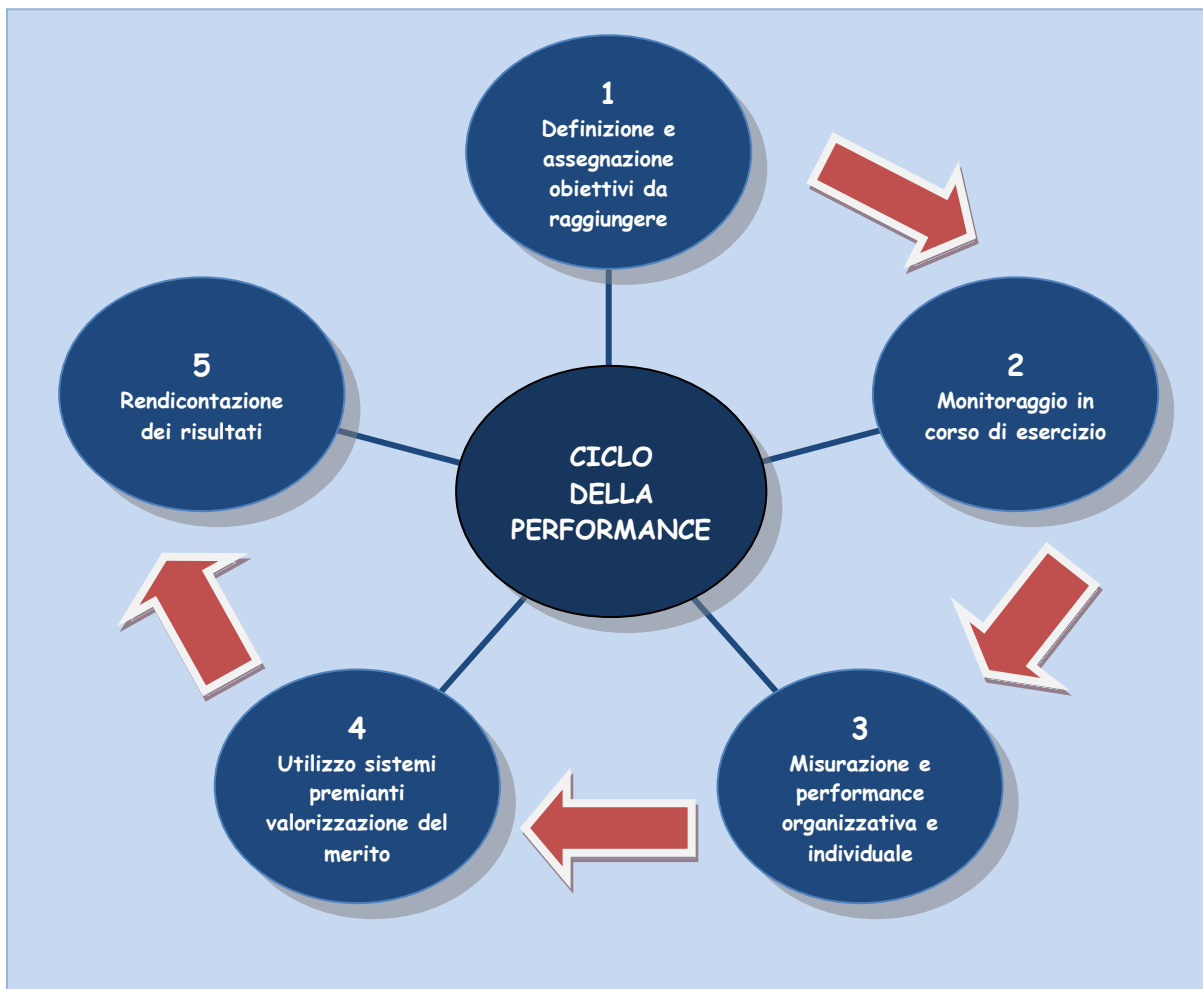 1
Definizione e
assegnazione
obiettivi da
raggiungere
2
Monitoraggio in
corso di esercizio
3
Misurazione e
performance
organizzativa e
individuale
4
Utilizzo sistemi
premianti
valorizzazione del
merito
5
Rendicontazione
dei risultati
CICLO
DELLA
PERFORMANCE